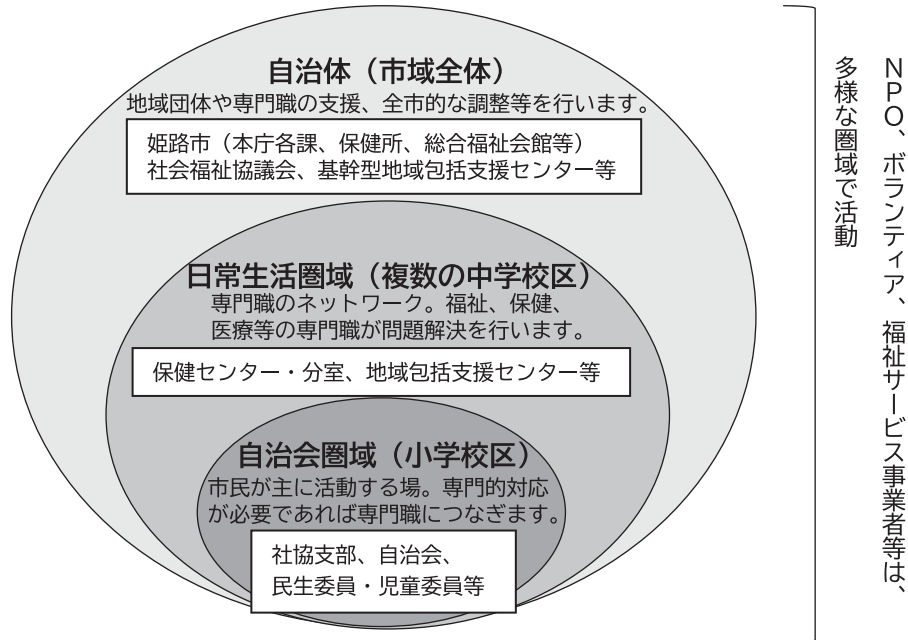 自治体（市域全体）
地域団体や専門職の支援、全市的な調整等を行います。
姫路市（本庁各課、保健所、総合福祉会館等）
社会福祉協議会、基幹型地域包括支援センター等
日常生活圏域（複数の中学校区）
専門職のネットワーク。福祉、保健、
医療等の専門職が問題解決を行います。
保健センター・分室、地域包括支援センター等
自治会圏域（小学校区）
市民が主に活動する場。専門的対応
が必要であれば専門職につなぎます。
社協支部、自治会、
民生委員・児童委員等
NPO、ボランティア、福祉サービス事業者等は、
多様な圏域で活動